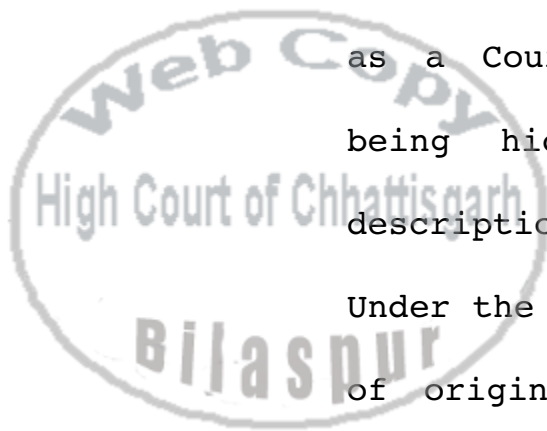 Web Copy
as a Cou
being hi
High Court of Chhattisgarh
descriptio
Under the
Bilaspur
of origin